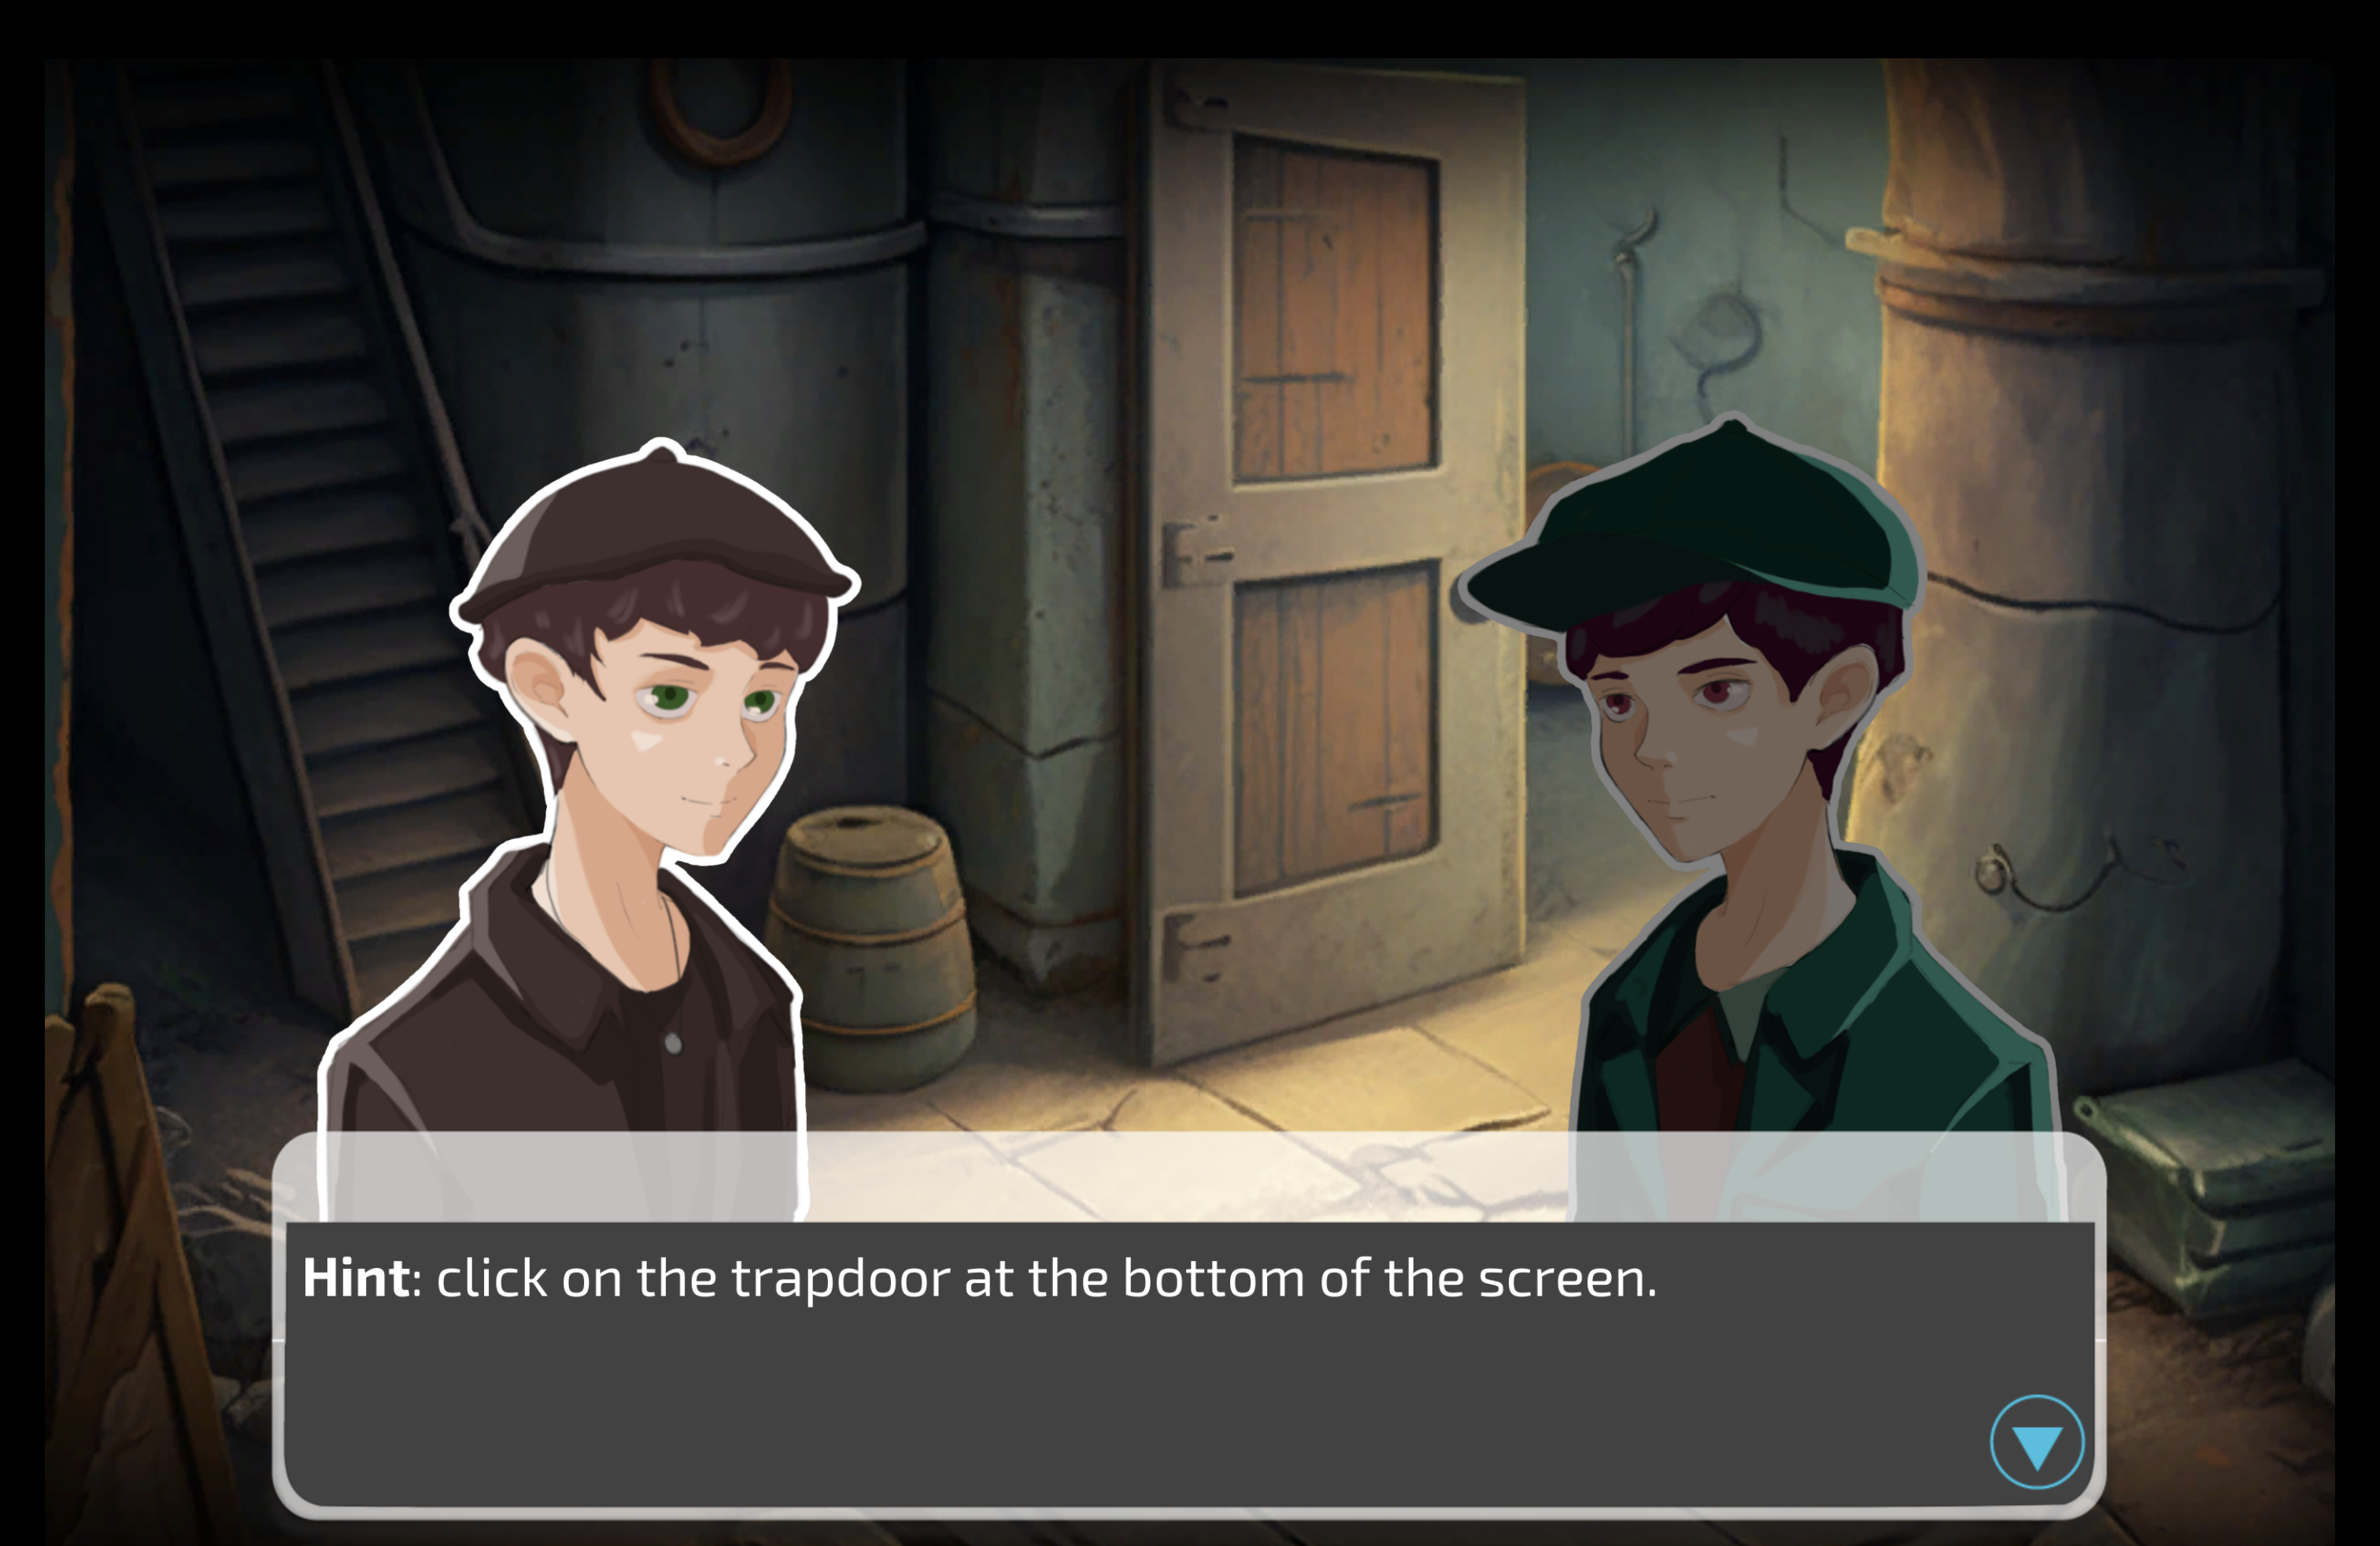 Hint: click on the trapdoor at the bottom of the screen.